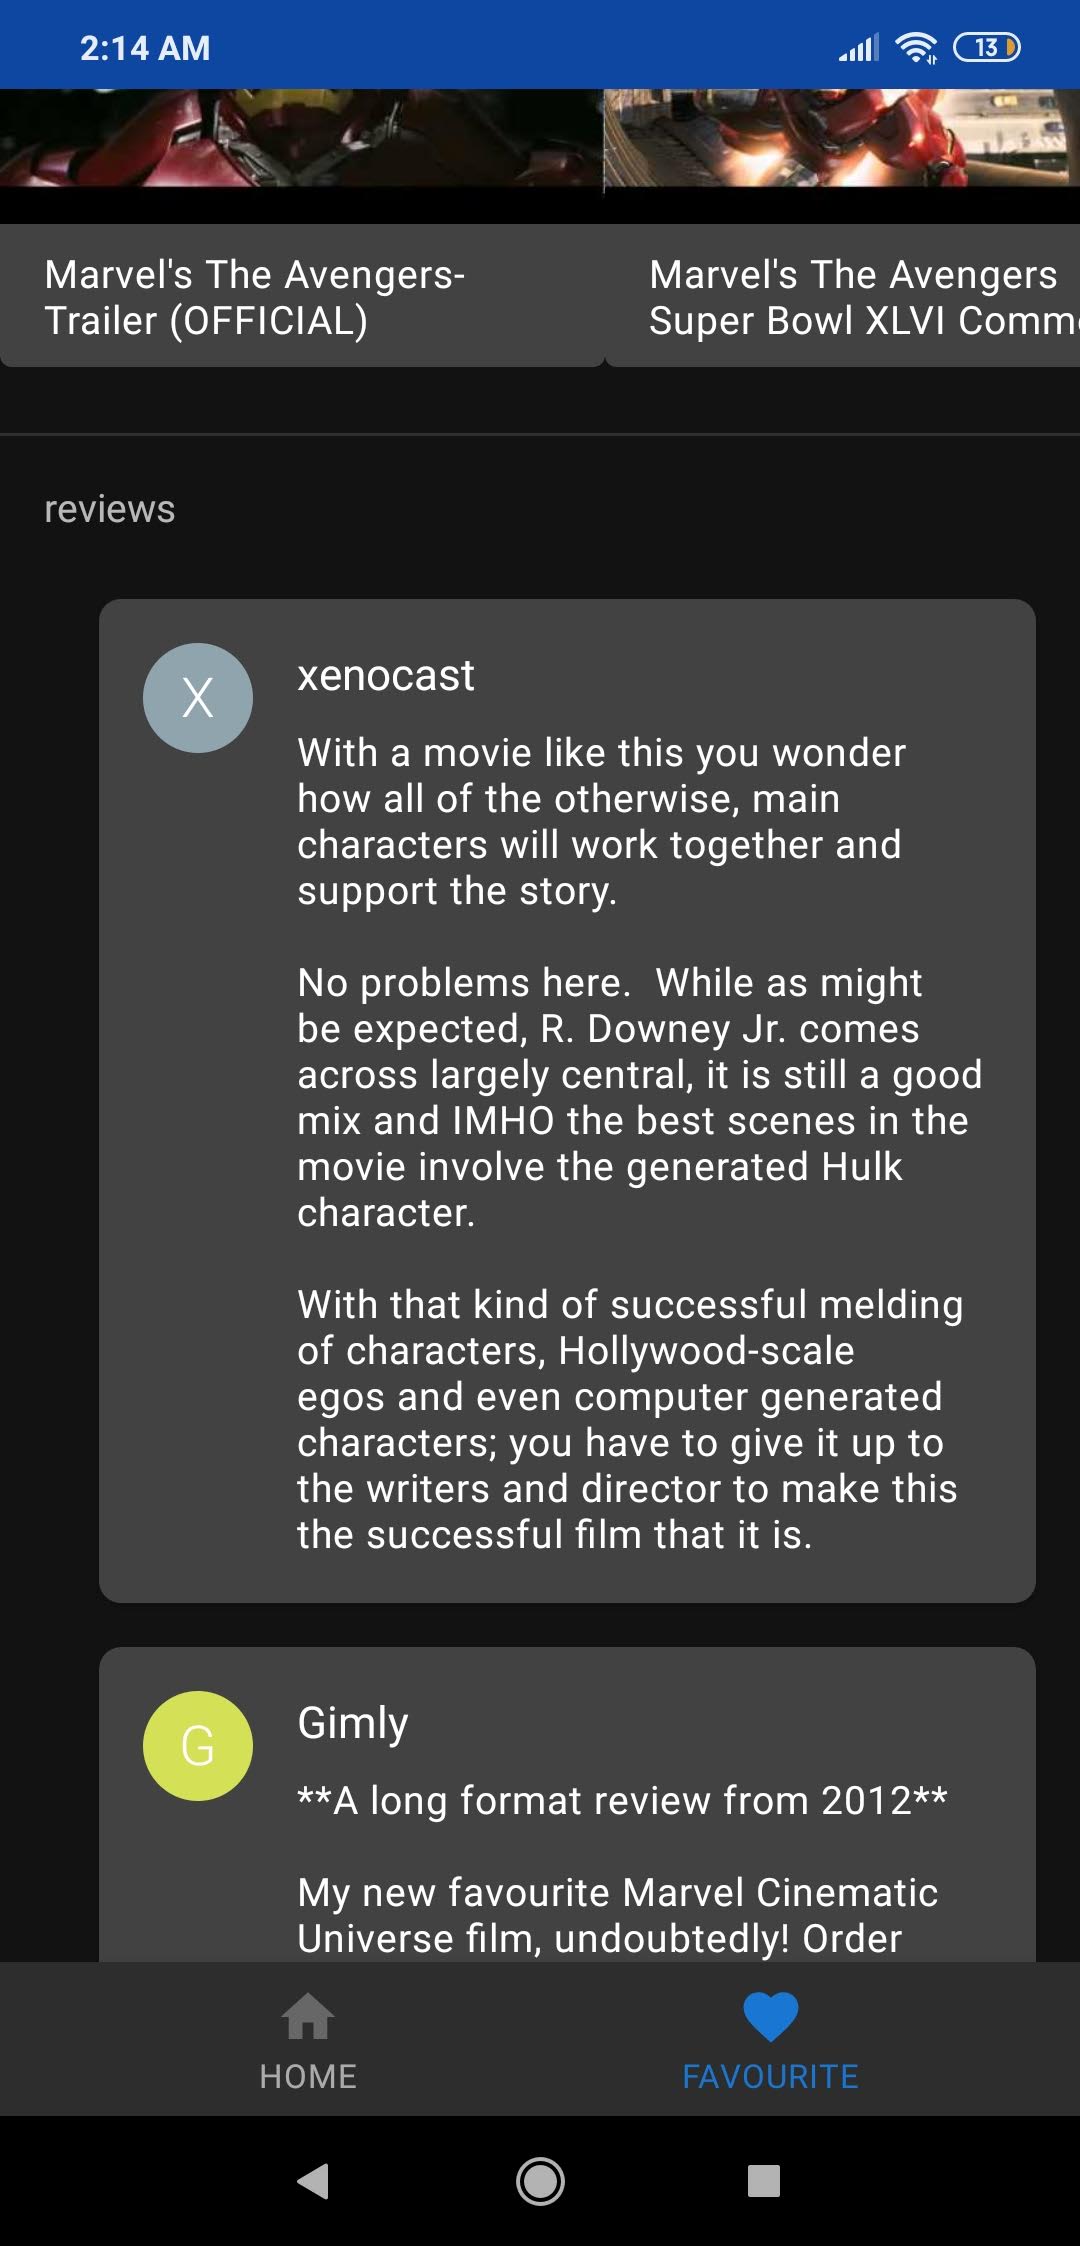 2:14 AM
13
Marvel's The Avengers-
Trailer (OFFICIAL)
Marvel's The Avengers
Super Bowl XLVI
reviews
X
xenocast
With a movie like this you wonder
how all of the otherwise, main
characters will work together and
support the story.
No problems here.  While as might
be expected, R. Downey Jr. comes
across largely central, it is still a good
mix and IMHO the best scenes in the
movie involve the generated Hulk
character.
With that kind of successful melding
of characters, Hollywood-scale
egos and even computer generated
characters; you have to give it up to
the writers and director to make this
the successful film that it is.
G
Gimly
**A long format review from 2012**
My new favourite Marvel Cinematic
Universe film, undoubtedly! Order
HOME
FAVOURITE